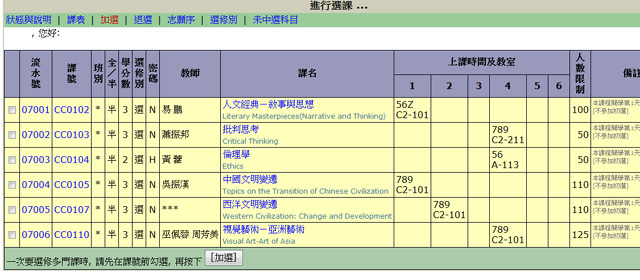 進行選課 ...
狀態與說明 | 課表 | 加選 | 退選 | 志願序 | 選修別 | 未中選科目
, 您好:
流水號 課號 班別 全／半 學分數 選修別 密碼 教師 課名 上課時間及教室 人數限制 備註
1 2 3 4 5 6
07001 CC0102 * 半 3 選 N 易 鵬 人文經典－敘事與思想 56Z 100 本課程開學第1天
Literary Masterpieces(Narrative and Thinking) C2-101 [不參加初選]
07002 CC0103 * 半 3 選 N 蕭振邦 批判思考 789 50 本課程開學第1天
Critical Thinking C2-211 [不參加初選]
07003 CC0104 * 半 2 選 H 黃 藿 倫理學 56 50 本課程開學第1天
Ethics A-113 [不參加初選]
07004 CC0105 * 半 3 選 N 吳振漢 中國文明變遷 789 110 本課程開學第1天
Topics on the Transition of Chinese Civilization C2-101 [不參加初選]
07005 CC0107 * 半 3 選 N *** 西洋文明變遷 789 110 本課程開學第1天
Western Civilization: Change and Development C2-101 [不參加初選]
07006 CC0110 * 半 3 選 N 巫佩蓉 周芳美 視覺藝術－亞洲藝術 789 125 本課程開學第1天
Visual Art-Art of Asia C2-101 [不參加初選]
一次要選修多門課時, 請先在課號前勾選, 再按下 [加選]